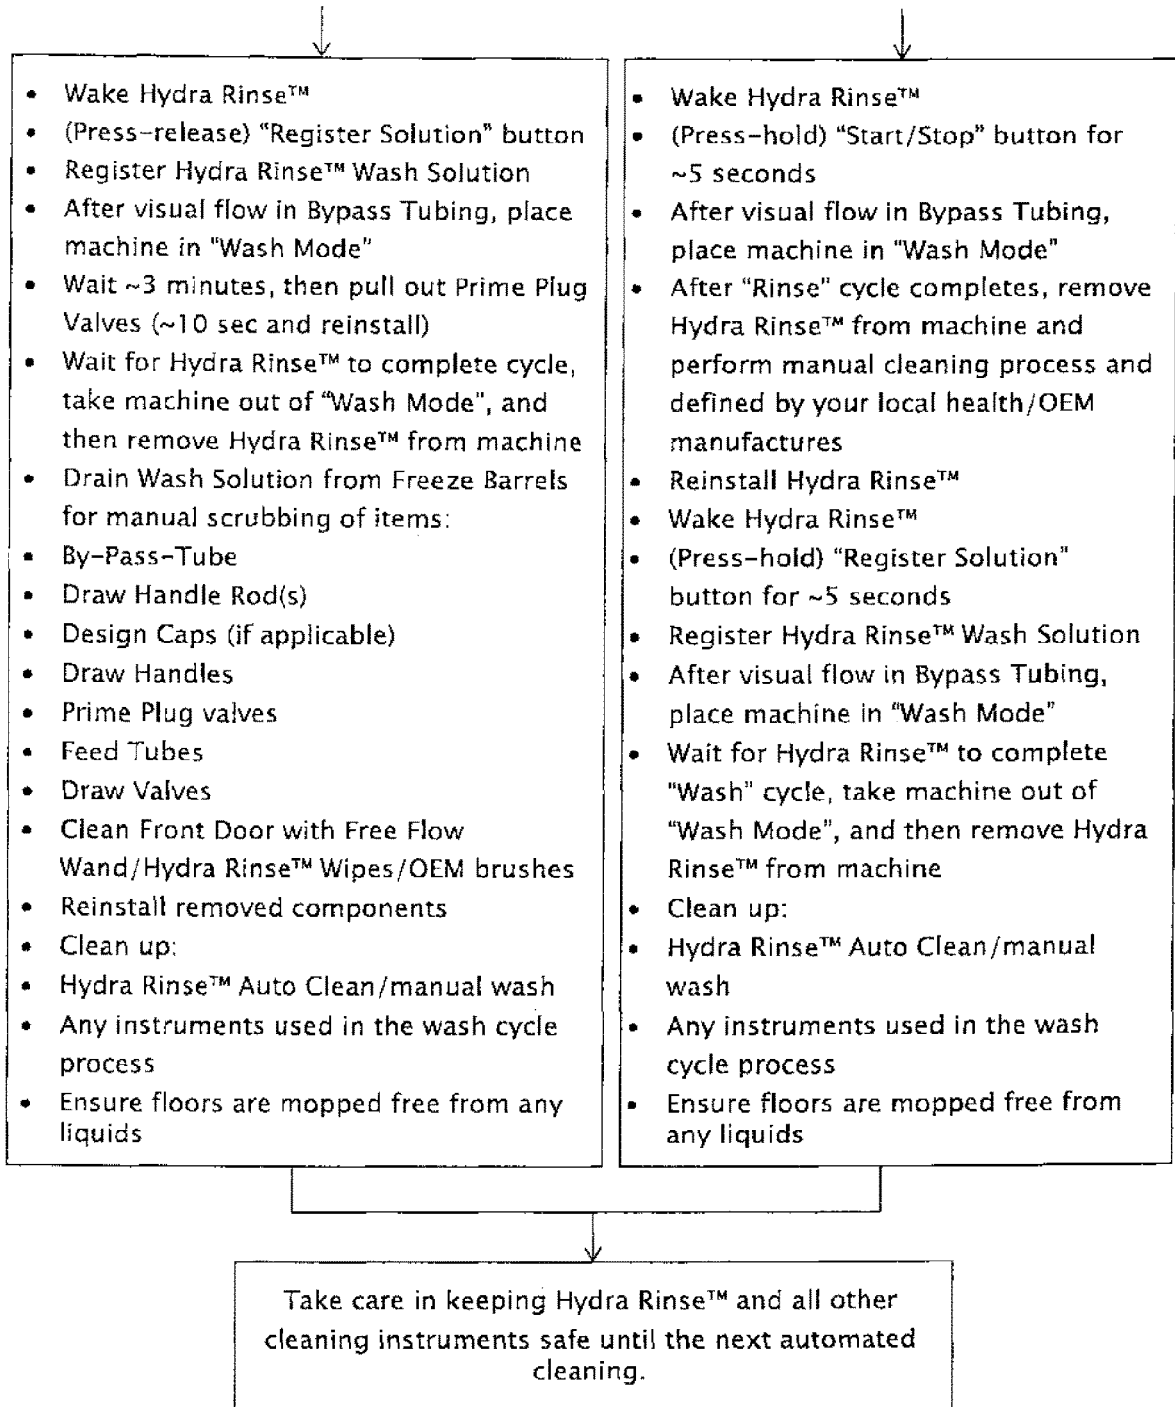 • Wake Hydra Rinse™
• (Press-release) "Register Solution" button
• Register Hydra Rinse™ Wash Solution
• After visual flow in Bypass Tubing, place
machine in "Wash Mode"
• Wait ~3 minutes, then pull out Prime Plug
Valves (~10 sec and reinstall)
• Wait for Hydra Rinse™ to complete cycle,
take machine out of "Wash Mode", and
then remove Hydra Rinse™ from machine
• Drain Wash Solution from Freeze Barrels
for manual scrubbing of items:
• By-Pass-Tube
• Draw Handle Rod(s)
• Design Caps (if applicable)
• Draw Handles
• Prime Plug valves
• Feed Tubes
• Draw Valves
• Clean Front Door with Free Flow
Wand/Hydra Rinse™ Wipes/OEM brushes
• Reinstall removed components
• Clean up:
• Hydra Rinse™ Auto Clean/manual wash
• Any instruments used in the wash cycle
process
• Ensure floors are mopped free from any
liquids
• Wake Hydra Rinse™
• (Press-hold) "Start/Stop" button for
~5 seconds
• After visual flow in Bypass Tubing,
place machine in "Wash Mode"
• After "Rinse" cycle completes, remove
Hydra Rinse™ from machine and
perform manual cleaning process and
defined by your local health/OEM
manufactures
• Reinstall Hydra Rinse™
• Wake Hydra Rinse™
• (Press-hold) "Register Solution"
button for ~5 seconds
• Register Hydra Rinse™ Wash Solution
• After visual flow in Bypass Tubing,
place machine in "Wash Mode"
• Wait for Hydra Rinse™ to complete
"Wash" cycle, take machine out of
"Wash Mode", and then remove Hydra
Rinse™ from machine
• Clean up:
• Hydra Rinse™ Auto Clean/manual
wash
• Any instruments used in the wash
cycle process
• Ensure floors are mopped free from
any liquids
Take care in keeping Hydra Rinse™ and all other
cleaning instruments safe until the next automated
cleaning.